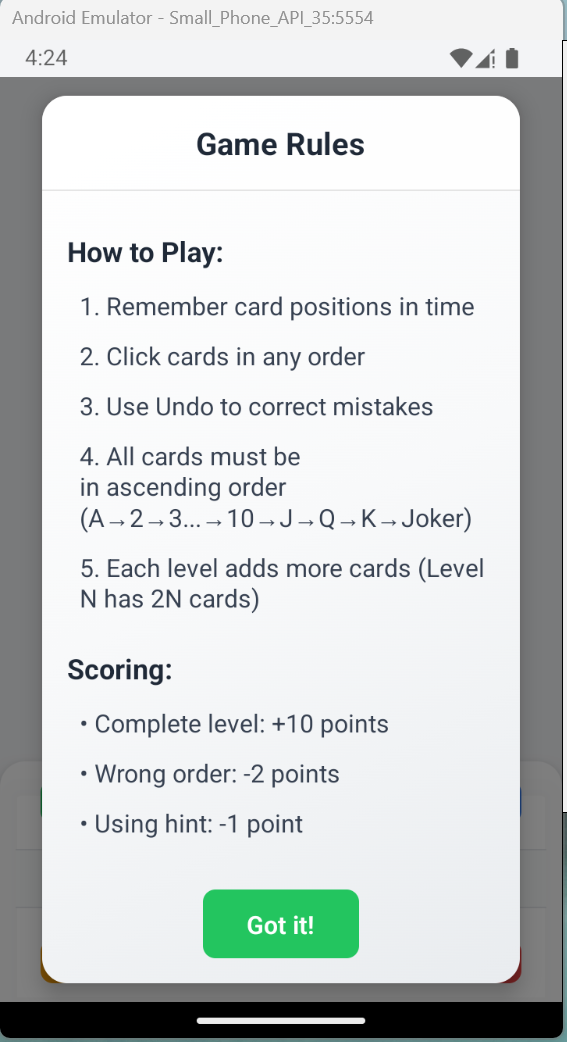 Android Emulator - Small_Phone_API_35:5554
4:24
Game Rules
How to Play:
1. Remember card positions in time
2. Click cards in any order
3. Use Undo to correct mistakes
4. All cards must be
in ascending order
(A→2→3...→10→J→Q→K→Joker)
5. Each level adds more cards (Level
N has 2N cards)
Scoring:
• Complete level: +10 points
• Wrong order: -2 points
• Using hint: -1 point
Got it!